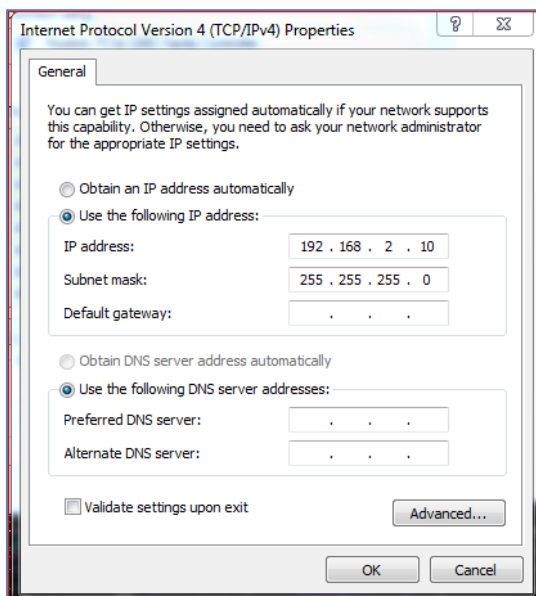 Internet Protocol Version 4 (TCP/IPv4) Properties
General
You can get IP settings assigned automatically if your network supports
this capability. Otherwise, you need to ask your network administrator
for the appropriate IP settings.
Obtain an IP address automatically
Use the following IP address:
IP address: 192 . 168 . 2 . 10
Subnet mask: 255 . 255 . 255 . 0
Default gateway: . . .
Obtain DNS server address automatically
Use the following DNS server addresses:
Preferred DNS server: . . .
Alternate DNS server: . . .
Validate settings upon exit
Advanced...
OK Cancel